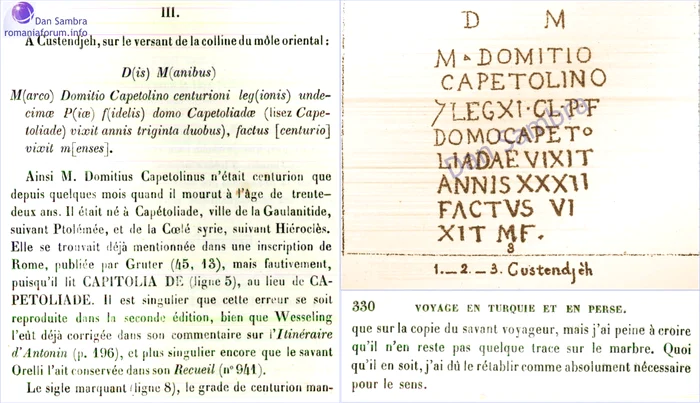 Dan Sambra
romaniaforum.info
III.
A Custendjeh, sur le versant de la colline du môle oriental :
D(is) M(anibus)
M(arco) Domitio Capetolino centurioni leg(ionis) unde-
cimæ P(iæ) f(idelis) domo Capetoliadæ (lisez Cape-
toliade) vixit annis triginta duobus), factus [centurio]
vixit m[enses].
Ainsi M. Domitius Capetolinus n'était centurion que
depuis quelques mois quand il mourut à l'âge de trente-
deux ans. Il était né à Capétoliade, ville de la Gaulanitide,
suivant Ptolémée, et de la Cœlé syrie, suivant Hiéroclès.
Elle se trouvait déjà mentionnée dans une inscription de
Rome, publiée par Gruter (45, 13), mais fautivement,
puisqu'il lit CAPITOLIA DE (ligne 5), au lieu de CA-
PETOLIADE. Il est singulier que cette erreur se soit
reproduite dans la seconde édition, bien que Wesseling
l'eût déjà corrigée dans son commentaire sur l'Itinéraire
d'Antonin (p. 196), et plus singulier encore que le savant
Orelli l'ait conservée dans son Recueil (n° 941).
Le sigle marquant (ligne 8), le grade de centurion man-
D M
M DOMITIO
CAPETOLINO
7 LEG XI · CL · P · F
DOMO CAPETO
LIADAE VIXIT
ANNIS XXXII
FACTVS VI
XIT M F.
3
1._2._3. Custendjèh
Dan Sambra
330 VOYAGE EN TURQUIE ET EN PERSE.
que sur la copie du savant voyageur, mais j'ai peine à croire
qu'il n'en reste pas quelque trace sur le marbre. Quoi
qu'il en soit, j'ai dû le rétablir comme absolument nécessaire
pour le sens.